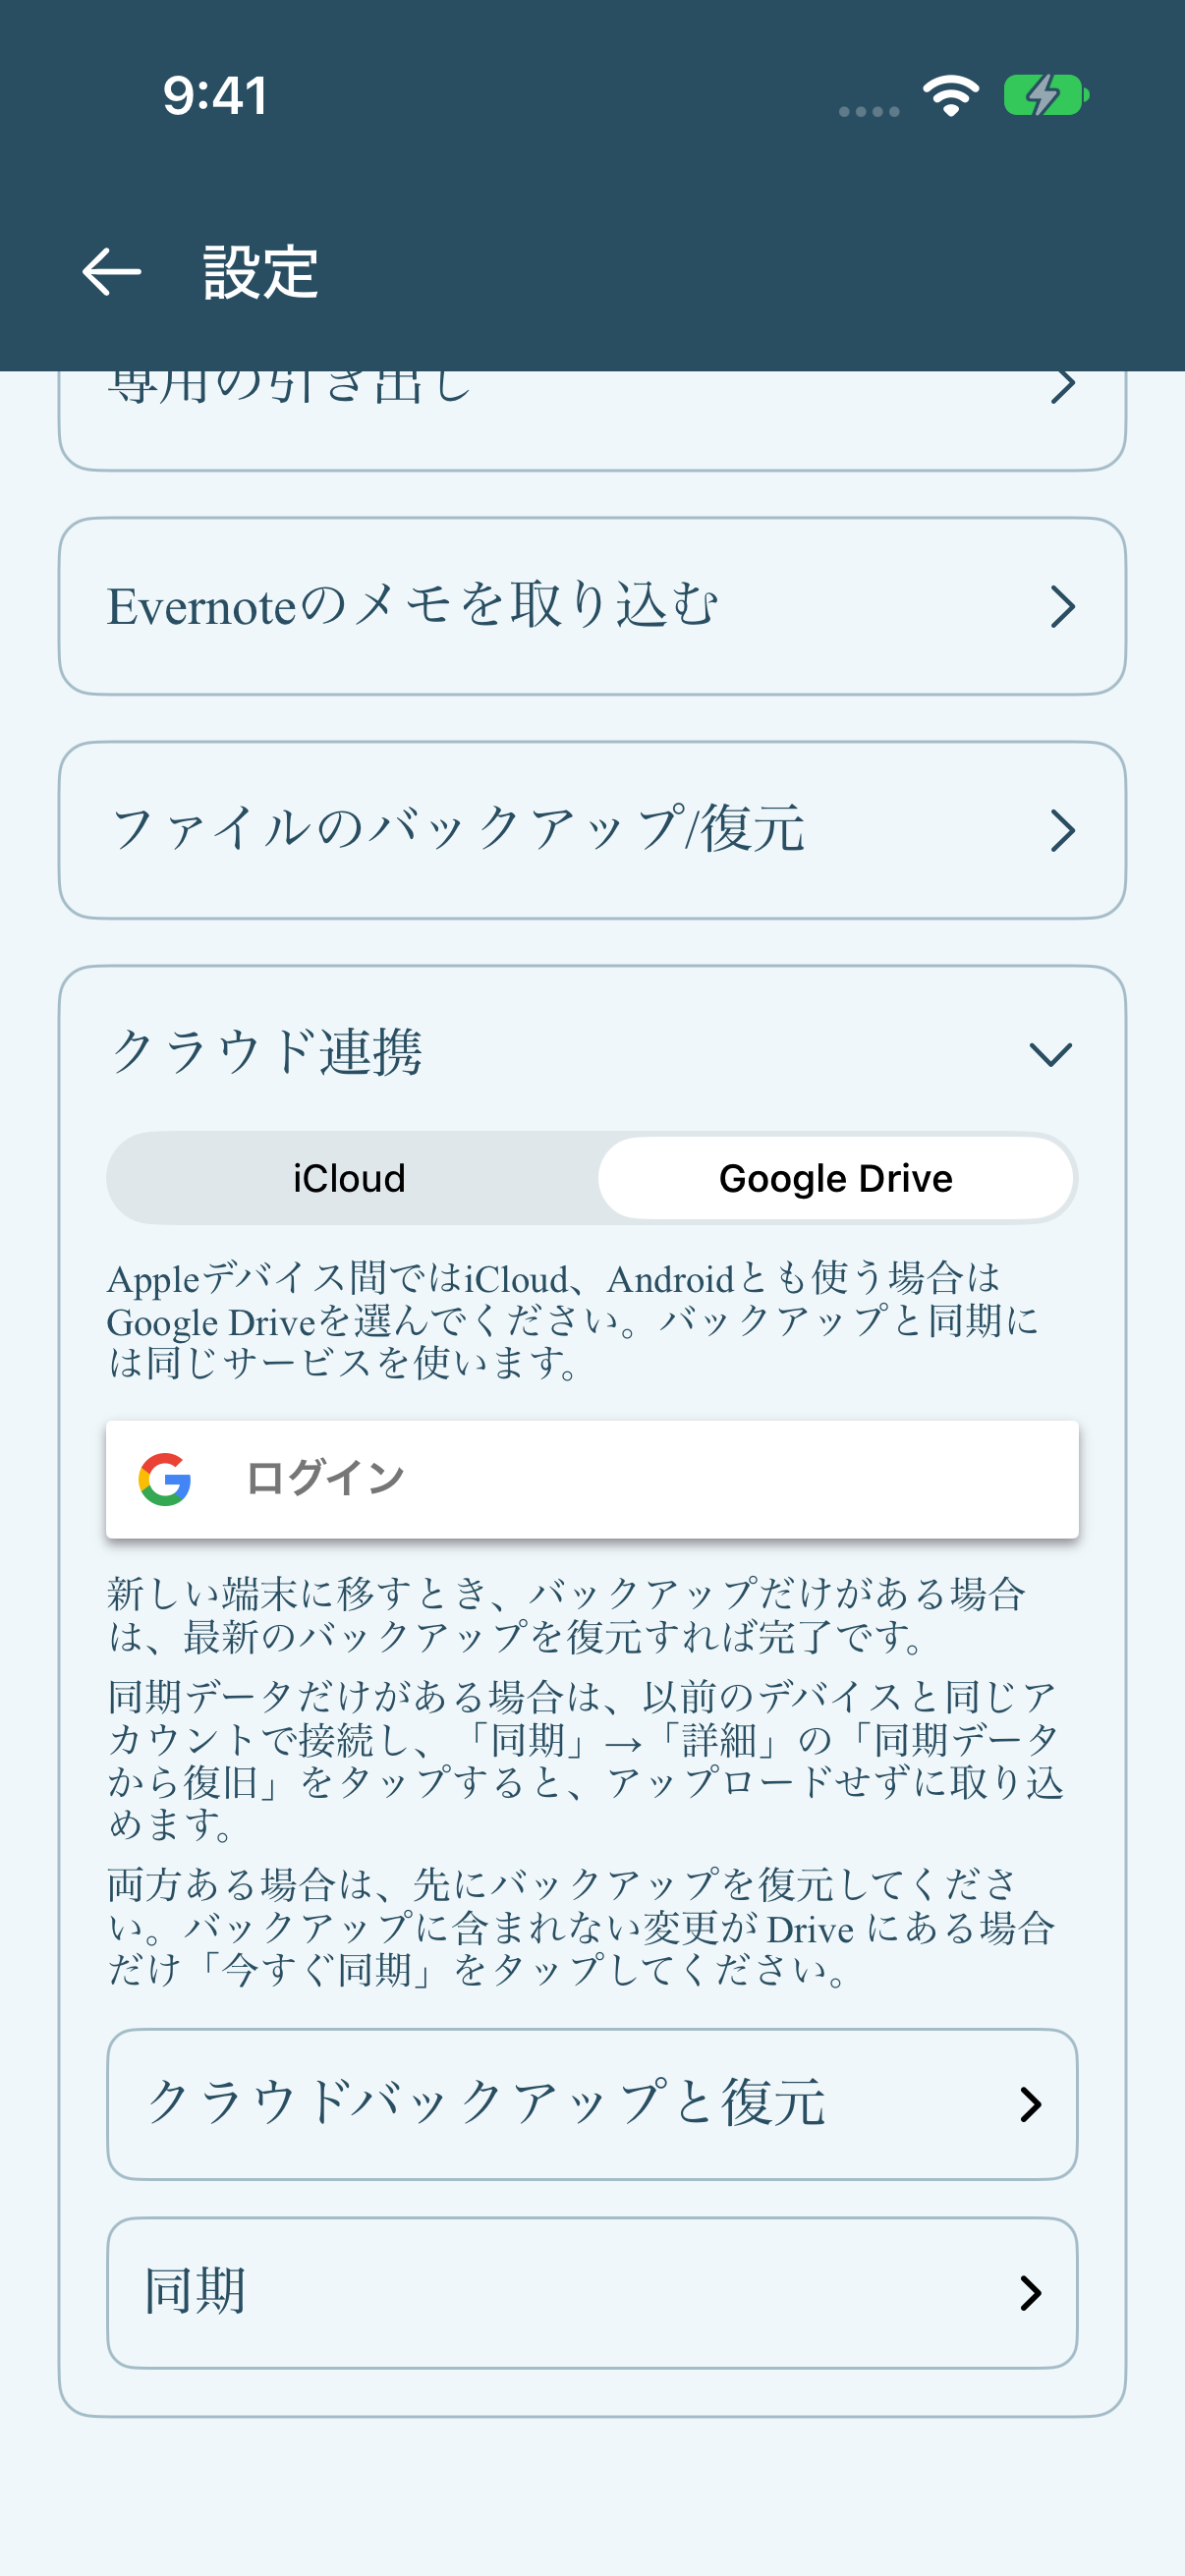 9:41
設定
専用の引き出し
Evernoteのメモを取り込む
ファイルのバックアップ/復元
クラウド連携
iCloud
Google Drive
Appleデバイス間ではiCloud、Androidとも使う場合は
Google Driveを選んでください。バックアップと同期に
は同じサービスを使います。
ログイン
新しい端末に移すとき、バックアップだけがある場合
は、最新のバックアップを復元すれば完了です。
同期データだけがある場合は、以前のデバイスと同じア
カウントで接続し、「同期」→「詳細」の「同期データ
から復旧」をタップすると、アップロードせずに取り込
めます。
両方ある場合は、先にバックアップを復元してくださ
い。バックアップに含まれない変更が Drive にある場合
だけ「今すぐ同期」をタップしてください。
クラウドバックアップと復元
同期